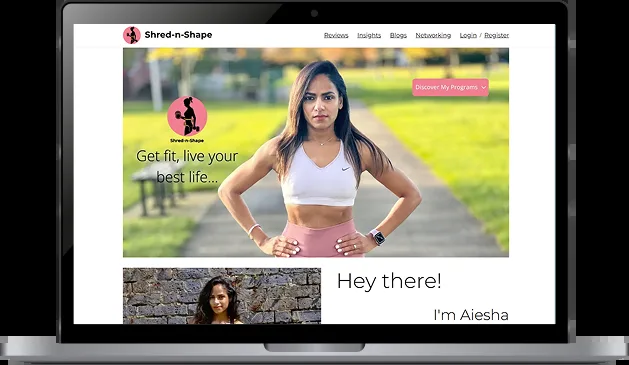 Shred-n-Shape
Reviews Insights Blogs Networking Login / Register
Discover My Programs
Shred-n-Shape
Get fit, live your
best life...
Hey there!
I'm Aiesha